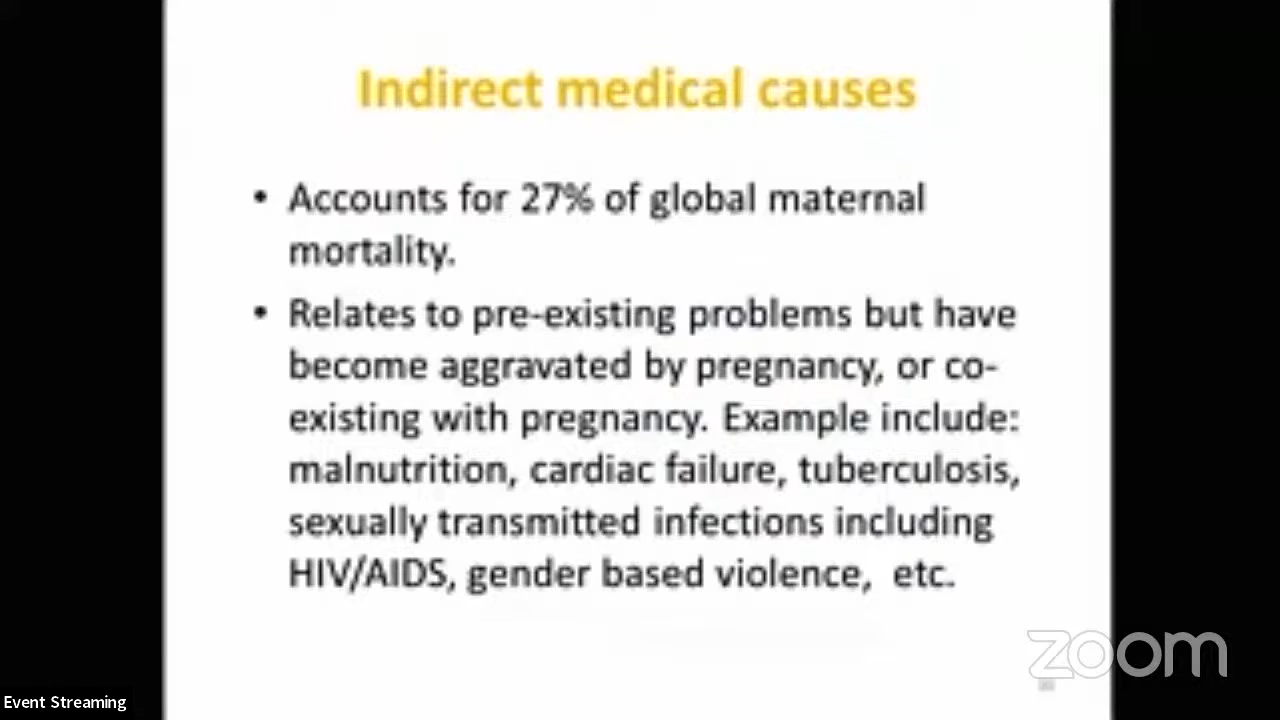 Indirect medical causes
• Accounts for 27% of global maternal
mortality.
• Relates to pre-existing problems but have
become aggravated by pregnancy, or co-
existing with pregnancy. Example include:
malnutrition, cardiac failure, tuberculosis,
sexually transmitted infections including
HIV/AIDS, gender based violence, etc.
zoom
Event Streaming